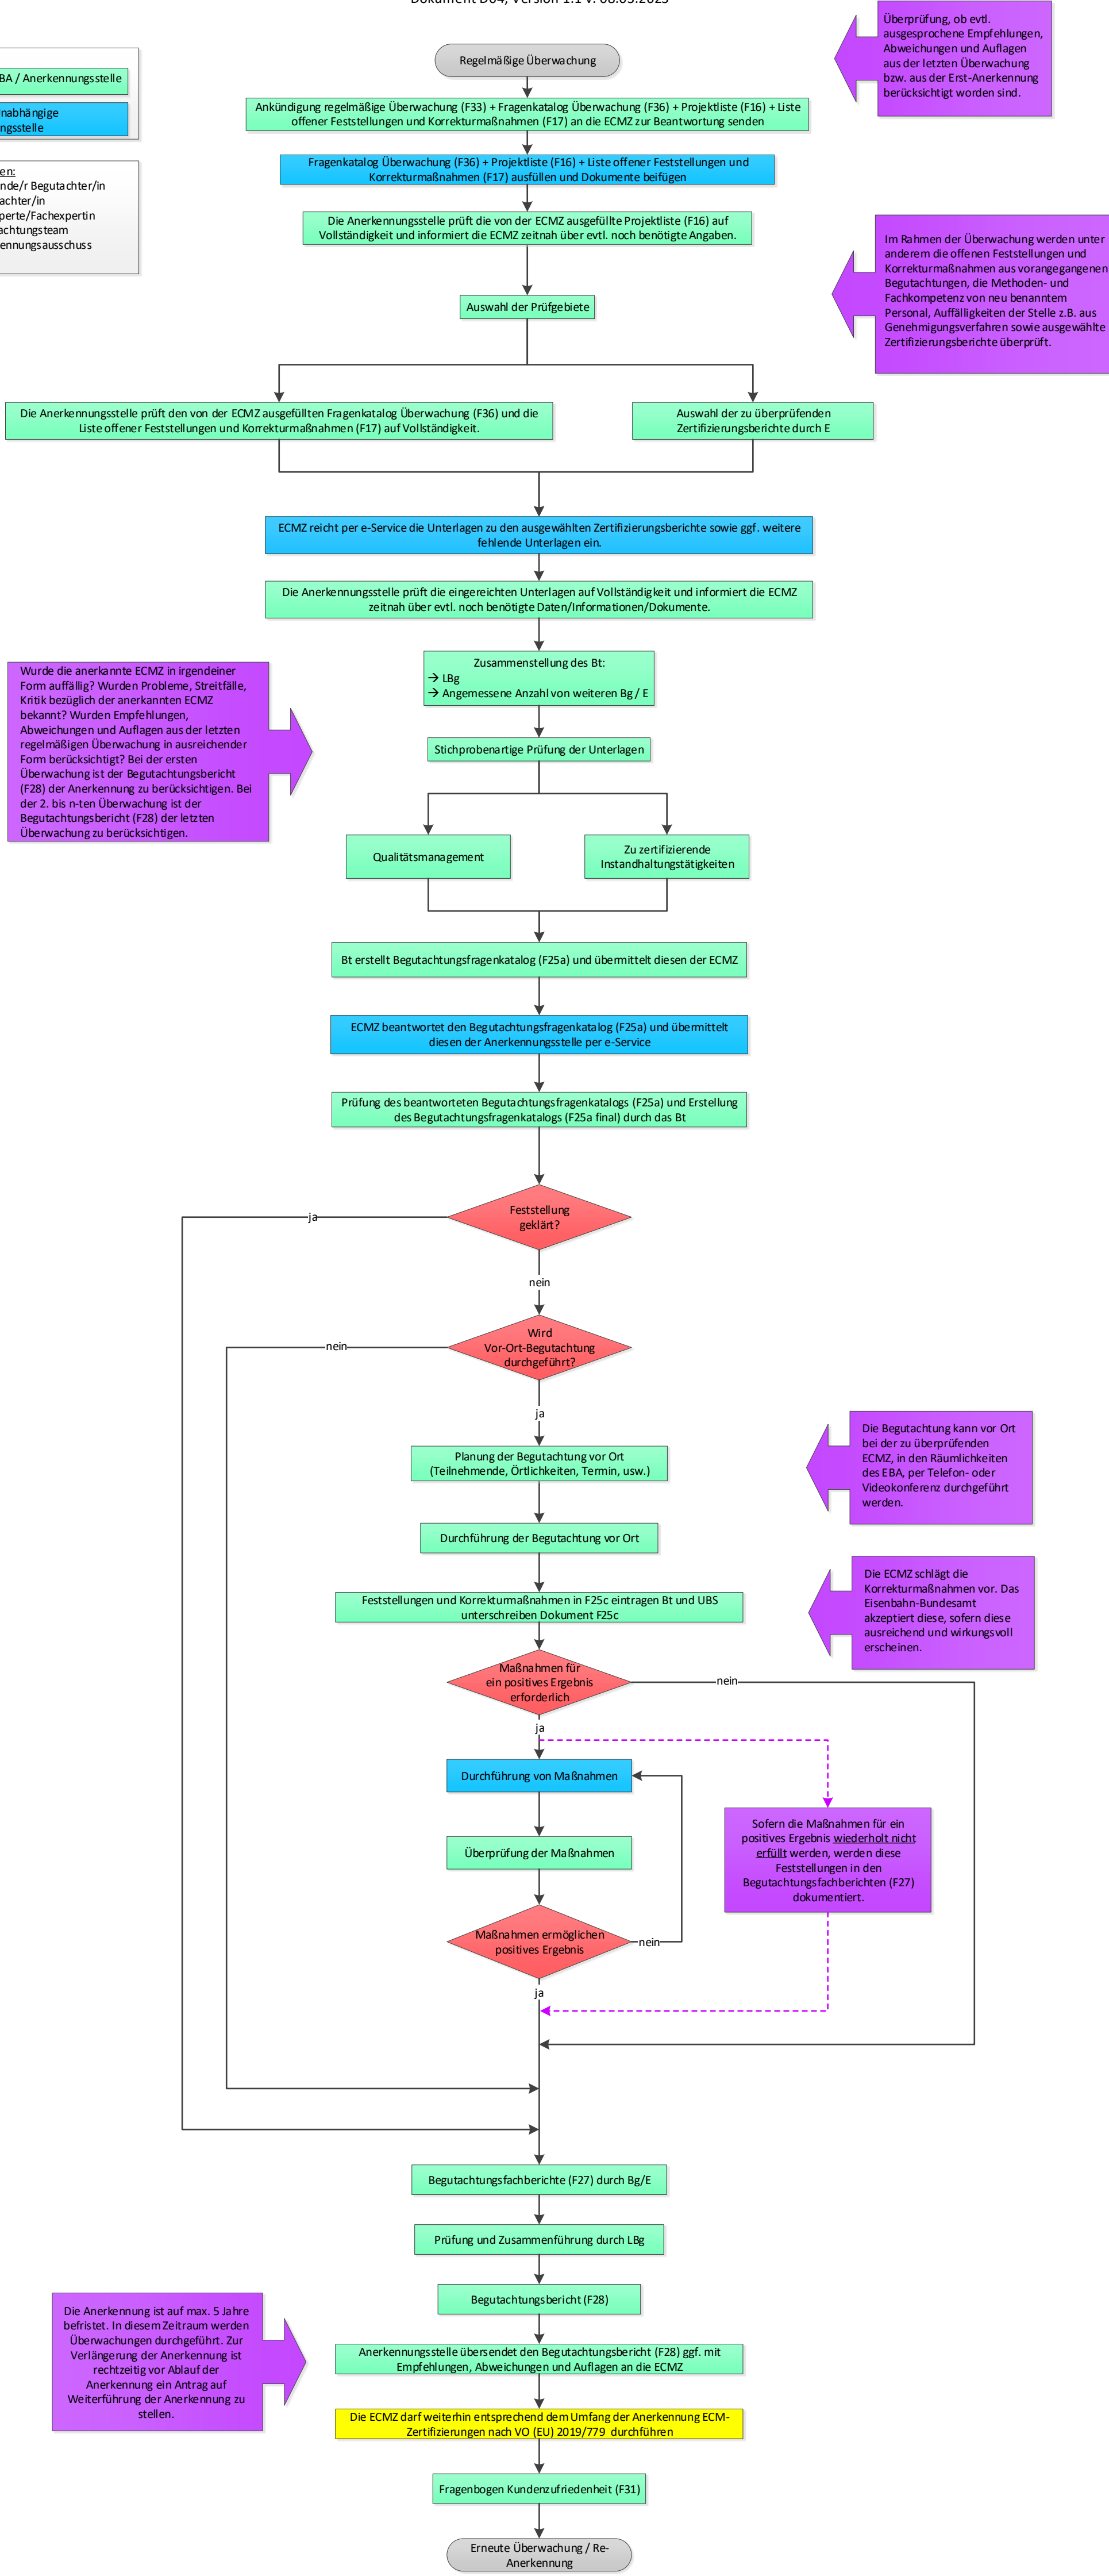 Dokument D04, Version 1.1 v. 08.05.2023
BA / Anerkennungsstelle
nabhängige
ngsstelle
en:
nde/r Begutachter/in
achter/in
perte/Fachexpertin
achtungsteam
ennungsausschuss
Regelmäßige Überwachung
Überprüfung, ob evtl.
ausgesprochene Empfehlungen,
Abweichungen und Auflagen
aus der letzten Überwachung
bzw. aus der Erst-Anerkennung
berücksichtigt worden sind.
Ankündigung regelmäßige Überwachung (F33) + Fragenkatalog Überwachung (F36) + Projektliste (F16) + Liste
offener Feststellungen und Korrekturmaßnahmen (F17) an die ECMZ zur Beantwortung senden
Fragenkatalog Überwachung (F36) + Projektliste (F16) + Liste offener Feststellungen und
Korrekturmaßnahmen (F17) ausfüllen und Dokumente beifügen
Die Anerkennungsstelle prüft die von der ECMZ ausgefüllte Projektliste (F16) auf
Vollständigkeit und informiert die ECMZ zeitnah über evtl. noch benötigte Angaben.
Im Rahmen der Überwachung werden unter
anderem die offenen Feststellungen und
Korrekturmaßnahmen aus vorangegangenen
Begutachtungen, die Methoden- und
Fachkompetenz von neu benanntem
Personal, Auffälligkeiten der Stelle z.B. aus
Genehmigungsverfahren sowie ausgewählte
Zertifizierungsberichte überprüft.
Auswahl der Prüfgebiete
Die Anerkennungsstelle prüft den von der ECMZ ausgefüllten Fragenkatalog Überwachung (F36) und die
Liste offener Feststellungen und Korrekturmaßnahmen (F17) auf Vollständigkeit.
Auswahl der zu überprüfenden
Zertifizierungsberichte durch E
ECMZ reicht per e-Service die Unterlagen zu den ausgewählten Zertifizierungsberichte sowie ggf. weitere
fehlende Unterlagen ein.
Die Anerkennungsstelle prüft die eingereichten Unterlagen auf Vollständigkeit und informiert die ECMZ
zeitnah über evtl. noch benötigte Daten/Informationen/Dokumente.
Zusammenstellung des Bt:
→ LBg
→ Angemessene Anzahl von weiteren Bg / E
Wurde die anerkannte ECMZ in irgendeiner
Form auffällig? Wurden Probleme, Streitfälle,
Kritik bezüglich der anerkannten ECMZ
bekannt? Wurden Empfehlungen,
Abweichungen und Auflagen aus der letzten
regelmäßigen Überwachung in ausreichender
Form berücksichtigt? Bei der ersten
Überwachung ist der Begutachtungsbericht
(F28) der Anerkennung zu berücksichtigen. Bei
der 2. bis n-ten Überwachung ist der
Begutachtungsbericht (F28) der letzten
Überwachung zu berücksichtigen.
Stichprobenartige Prüfung der Unterlagen
Qualitätsmanagement
Zu zertifizierende
Instandhaltungstätigkeiten
Bt erstellt Begutachtungsfragenkatalog (F25a) und übermittelt diesen der ECMZ
ECMZ beantwortet den Begutachtungsfragenkatalog (F25a) und übermittelt
diesen der Anerkennungsstelle per e-Service
Prüfung des beantworteten Begutachtungsfragenkatalogs (F25a) und Erstellung
des Begutachtungsfragenkatalogs (F25a final) durch das Bt
Feststellung
geklärt?
ja
nein
Wird
Vor-Ort-Begutachtung
durchgeführt?
nein
ja
Planung der Begutachtung vor Ort
(Teilnehmende, Örtlichkeiten, Termin, usw.)
Die Begutachtung kann vor Ort
bei der zu überprüfenden
ECMZ, in den Räumlichkeiten
des EBA, per Telefon- oder
Videokonferenz durchgeführt
werden.
Durchführung der Begutachtung vor Ort
Feststellungen und Korrekturmaßnahmen in F25c eintragen Bt und UBS
unterschreiben Dokument F25c
Die ECMZ schlägt die
Korrekturmaßnahmen vor. Das
Eisenbahn-Bundesamt
akzeptiert diese, sofern diese
ausreichend und wirkungsvoll
erscheinen.
Maßnahmen für
ein positives Ergebnis
erforderlich
nein
ja
Durchführung von Maßnahmen
Überprüfung der Maßnahmen
Sofern die Maßnahmen für ein
positives Ergebnis wiederholt nicht
erfüllt werden, werden diese
Feststellungen in den
Begutachtungsfachberichten (F27)
dokumentiert.
Maßnahmen ermöglichen
positives Ergebnis
nein
ja
Begutachtungsfachberichte (F27) durch Bg/E
Prüfung und Zusammenführung durch LBg
Begutachtungsbericht (F28)
Die Anerkennung ist auf max. 5 Jahre
befristet. In diesem Zeitraum werden
Überwachungen durchgeführt. Zur
Verlängerung der Anerkennung ist
rechtzeitig vor Ablauf der
Anerkennung ein Antrag auf
Weiterführung der Anerkennung zu
stellen.
Anerkennungsstelle übersendet den Begutachtungsbericht (F28) ggf. mit
Empfehlungen, Abweichungen und Auflagen an die ECMZ
Die ECMZ darf weiterhin entsprechend dem Umfang der Anerkennung ECM-
Zertifizierungen nach VO (EU) 2019/779 durchführen
Fragenbogen Kundenzufriedenheit (F31)
Erneute Überwachung / Re-
Anerkennung